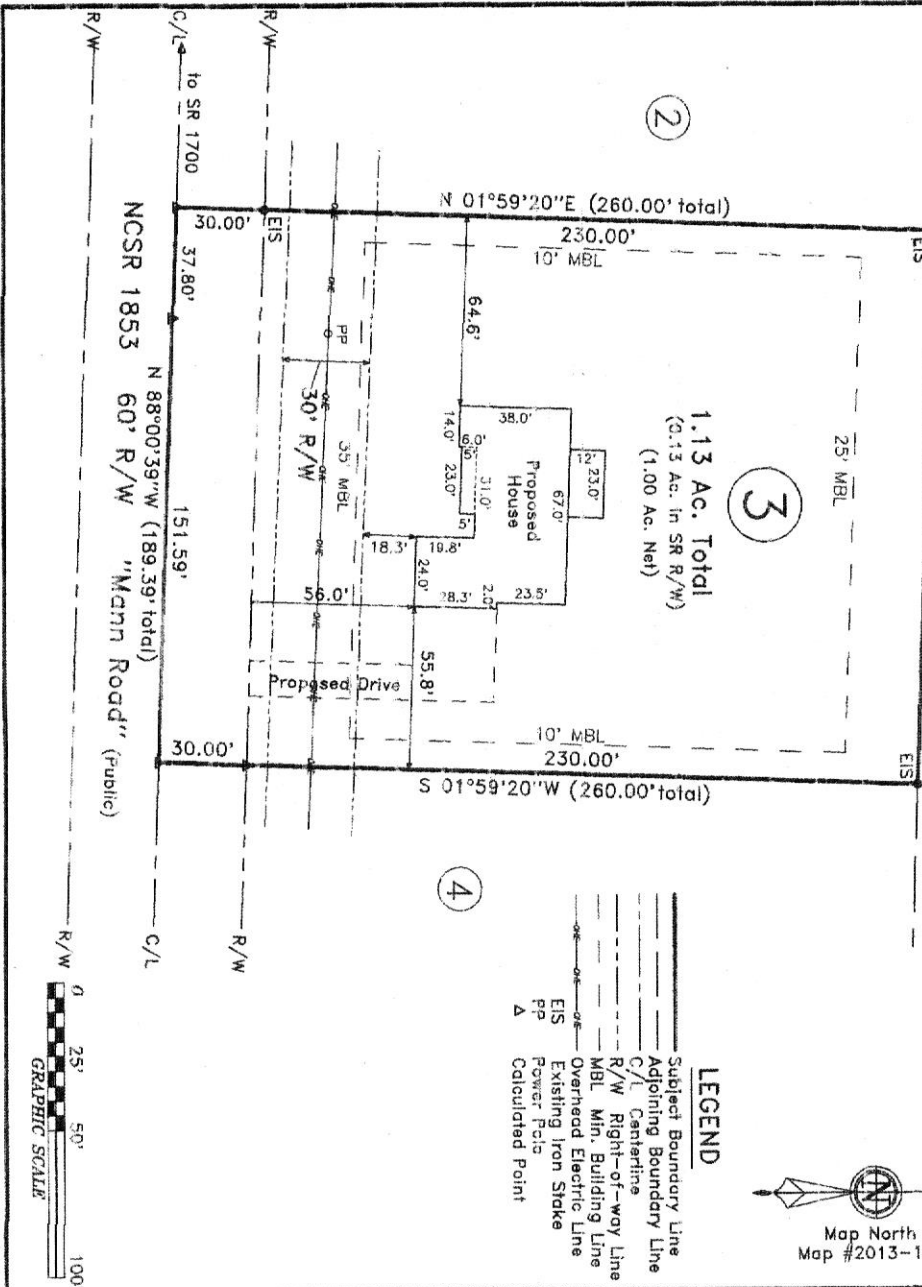 R/W
C/L
R/W
to SR 1700
②
N 01°59'20"E (260.00' total)
EIS
30.00'
EIS
230.00'
10' MBL
37.80'
NCSR 1853
60' R/W
"Mann Road" (Public)
N 88°00'39"W (189.39' total)
151.59'
OHE
PP
30' R/W
35' MBL
64.6'
25' MBL
③
1.13 Ac. Total
(0.13 Ac. in SR R/W)
(1.00 Ac. Net)
38.0'
14.0'
6.0'
5'
23.0'
31.0'
5'
12'
23.0'
67.0'
Proposed
House
18.3'
19.8'
24.0'
28.3'
2.0'
23.5'
56.0'
55.8'
Proposed Drive
10' MBL
230.00'
30.00'
EIS
S 01°59'20"W (260.00' total)
④
R/W
C/L
R/W
LEGEND
Subject Boundary Line
Adjoining Boundary Line
C/L Centerline
R/W Right-of-way Line
MBL Min. Building Line
OHE OHE OHE Overhead Electric Line
EIS Existing Iron Stake
PP Power Pole
Δ Calculated Point
N
Map North
Map #2013-1
0 25' 50' 100
GRAPHIC SCALE